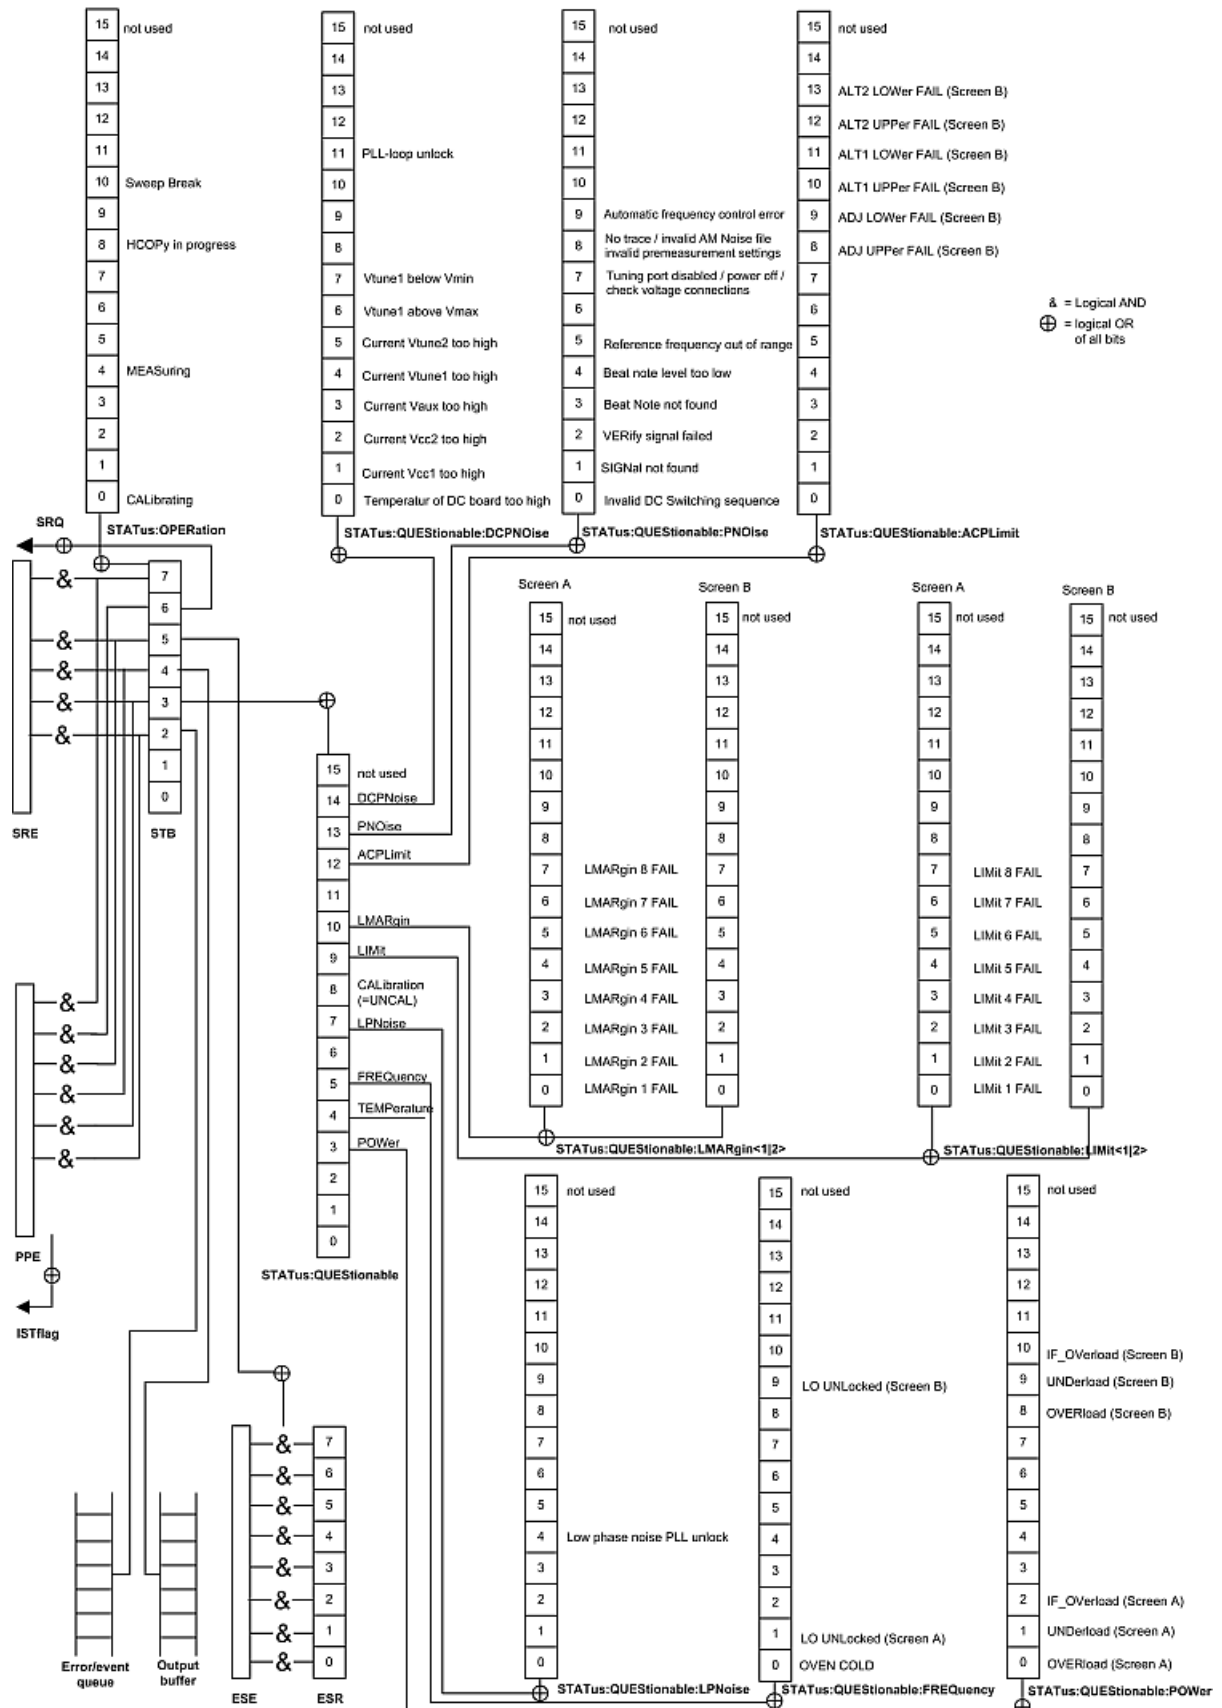 15 not used
14
13
12
11
10 Sweep Break
9
8 HCOPy in progress
7
6
5
4 MEASuring
3
2
1
0 CALibrating
STATus:OPERation
15 not used
14
13
12
11 PLL-loop unlock
10
9
8
7 Vtune1 below Vmin
6 Vtune1 above Vmax
5 Current Vtune2 too high
4 Current Vtune1 too high
3 Current Vaux too high
2 Current Vcc2 too high
1 Current Vcc1 too high
0 Temperatur of DC board too high
STATus:QUEStionable:DCPNOise
15 not used
14
13
12
11
10
9 Automatic frequency control error
8 No trace / invalid AM Noise file
invalid premeasurement settings
7 Tuning port disabled / power off /
check voltage connections
6
5 Reference frequency out of range
4 Beat note level too low
3 Beat Note not found
2 VERify signal failed
1 SIGNal not found
0 Invalid DC Switching sequence
STATus:QUEStionable:PNOise
15 not used
14
13 ALT2 LOWer FAIL (Screen B)
12 ALT2 UPPer FAIL (Screen B)
11 ALT1 LOWer FAIL (Screen B)
10 ALT1 UPPer FAIL (Screen B)
9 ADJ LOWer FAIL (Screen B)
8 ADJ UPPer FAIL (Screen B)
7
6
5
4
3
2
1
0
STATus:QUEStionable:ACPLimit
& = Logical AND
⊕ = logical OR
of all bits
SRQ
& 7
6
& 5
& 4
& 3
& 2
1
0
SRE STB
&
&
&
&
&
&
PPE
ISTflag
15 not used
14 DCPNoise
13 PNOise
12 ACPLimit
11
10 LMARgin
9 LIMit
8 CALibration
(=UNCAL)
7 LPNoise
6
5 FREQuency
4 TEMPerature
3 POWer
2
1
0
STATus:QUEStionable
Screen A Screen B
15 not used 15 not used
14 14
13 13
12 12
11 11
10 10
9 9
8 8
7 LMARgin 8 FAIL 7
6 LMARgin 7 FAIL 6
5 LMARgin 6 FAIL 5
4 LMARgin 5 FAIL 4
3 LMARgin 4 FAIL 3
2 LMARgin 3 FAIL 2
1 LMARgin 2 FAIL 1
0 LMARgin 1 FAIL 0
STATus:QUEStionable:LMARgin<1|2>
Screen A Screen B
15 not used 15 not used
14 14
13 13
12 12
11 11
10 10
9 9
8 8
7 LIMit 8 FAIL 7
6 LIMit 7 FAIL 6
5 LIMit 6 FAIL 5
4 LIMit 5 FAIL 4
3 LIMit 4 FAIL 3
2 LIMit 3 FAIL 2
1 LIMit 2 FAIL 1
0 LIMit 1 FAIL 0
STATus:QUEStionable:LIMit<1|2>
Error/event
queue
Output
buffer
& 7
& 6
& 5
& 4
& 3
& 2
& 1
& 0
ESE ESR
15 not used
14
13
12
11
10
9
8
7
6
5
4 Low phase noise PLL unlock
3
2
1
0
STATus:QUEStionable:LPNoise
15 not used
14
13
12
11
10
9 LO UNLocked (Screen B)
8
7
6
5
4
3
2
1 LO UNLocked (Screen A)
0 OVEN COLD
STATus:QUEStionable:FREQuency
15 not used
14
13
12
11
10 IF_OVerload (Screen B)
9 UNDerload (Screen B)
8 OVERload (Screen B)
7
6
5
4
3
2 IF_OVerload (Screen A)
1 UNDerload (Screen A)
0 OVERload (Screen A)
STATus:QUEStionable:POWer